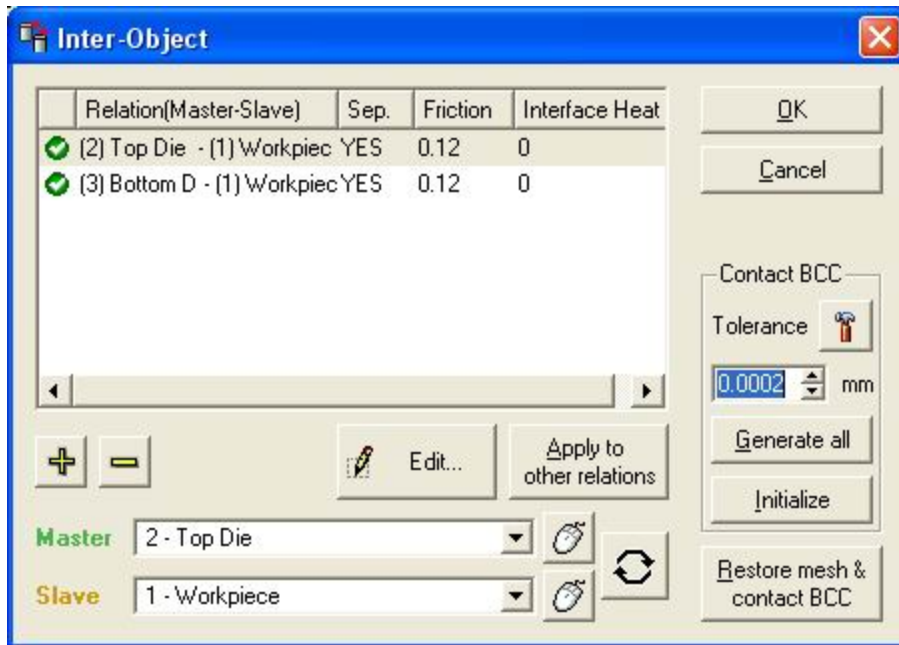 Inter-Object
Relation(Master-Slave) Sep. Friction Interface Heat
(2) Top Die - (1) Workpiec YES 0.12 0
(3) Bottom D - (1) Workpiec YES 0.12 0
OK
Cancel
Contact BCC
Tolerance
0.0002 mm
Generate all
Initialize
Edit...
Apply to
other relations
Master 2 - Top Die
Slave 1 - Workpiece
Restore mesh &
contact BCC